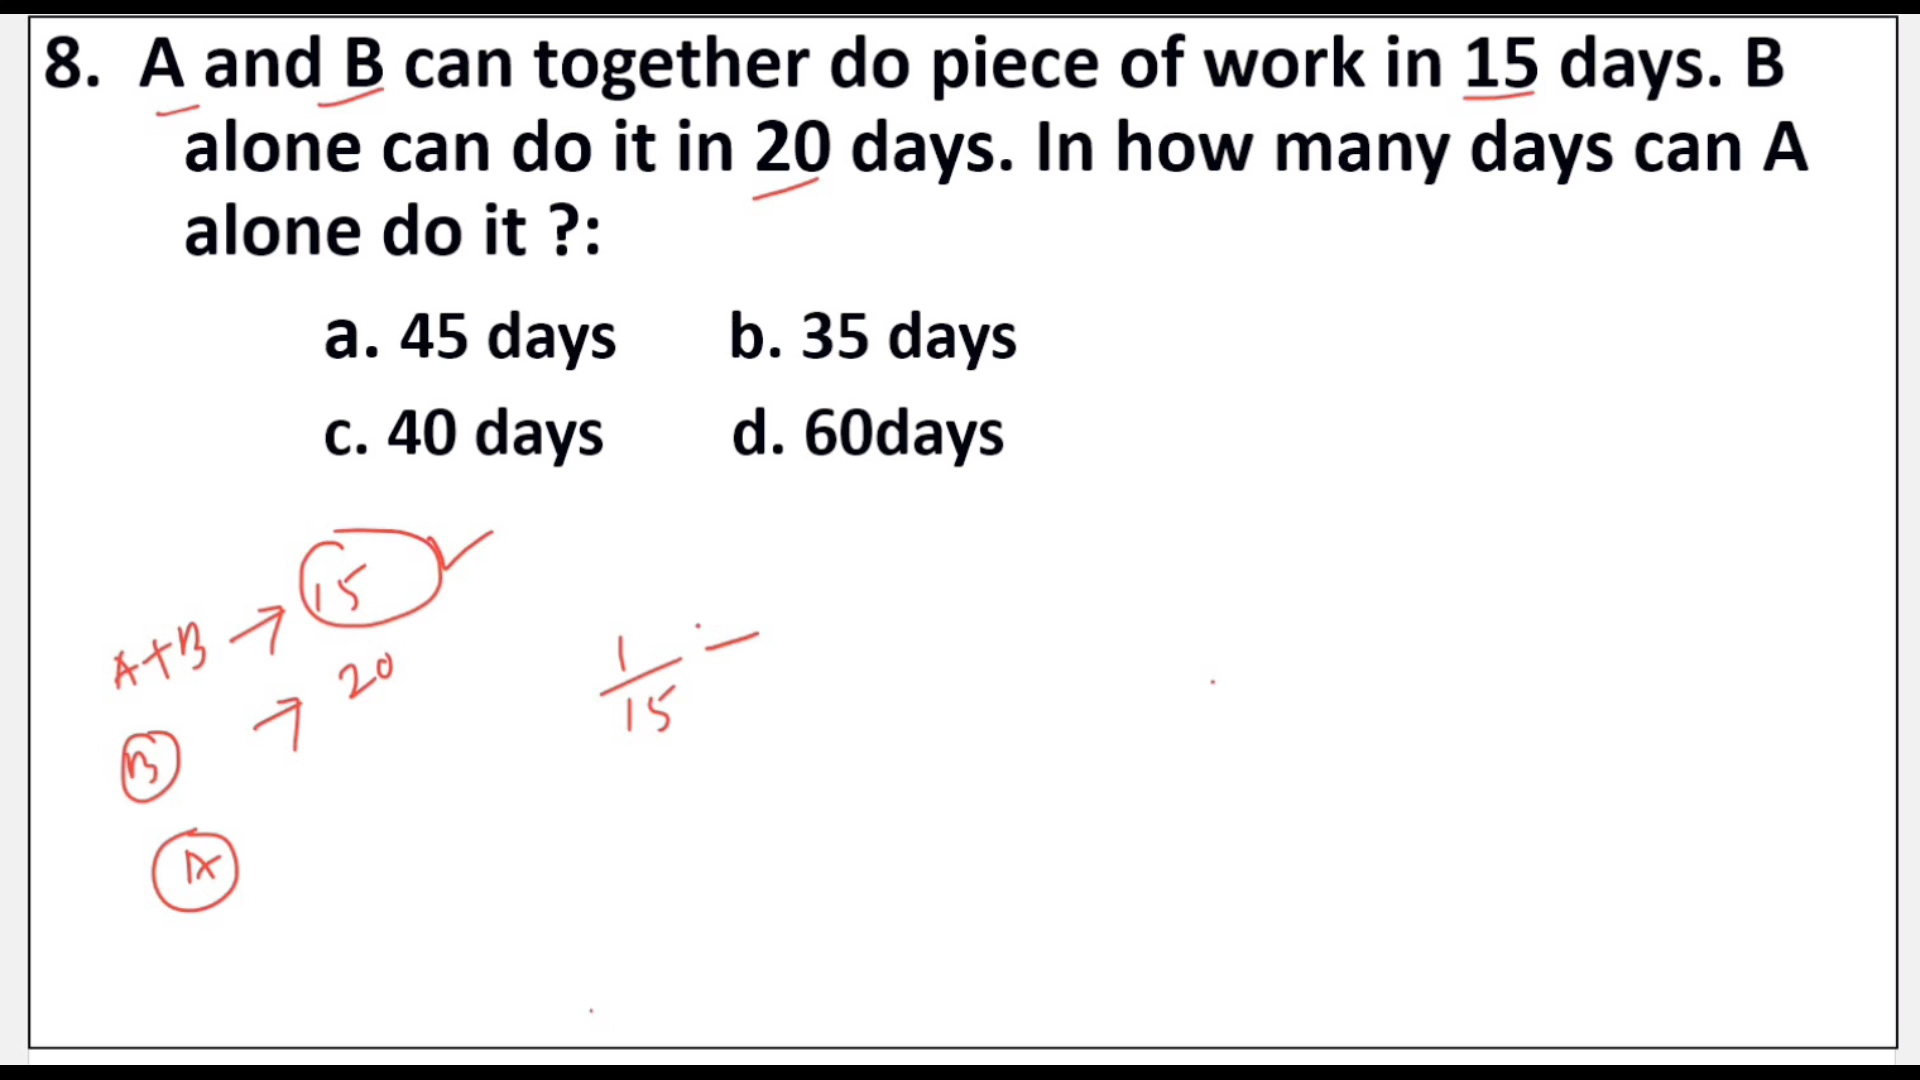 8. A and B can together do piece of work in 15 days. B
alone can do it in 20 days. In how many days can A
alone do it ?:
a. 45 days b. 35 days
c. 40 days d. 60days
A+B → 15
B → 20
A
1/15 -